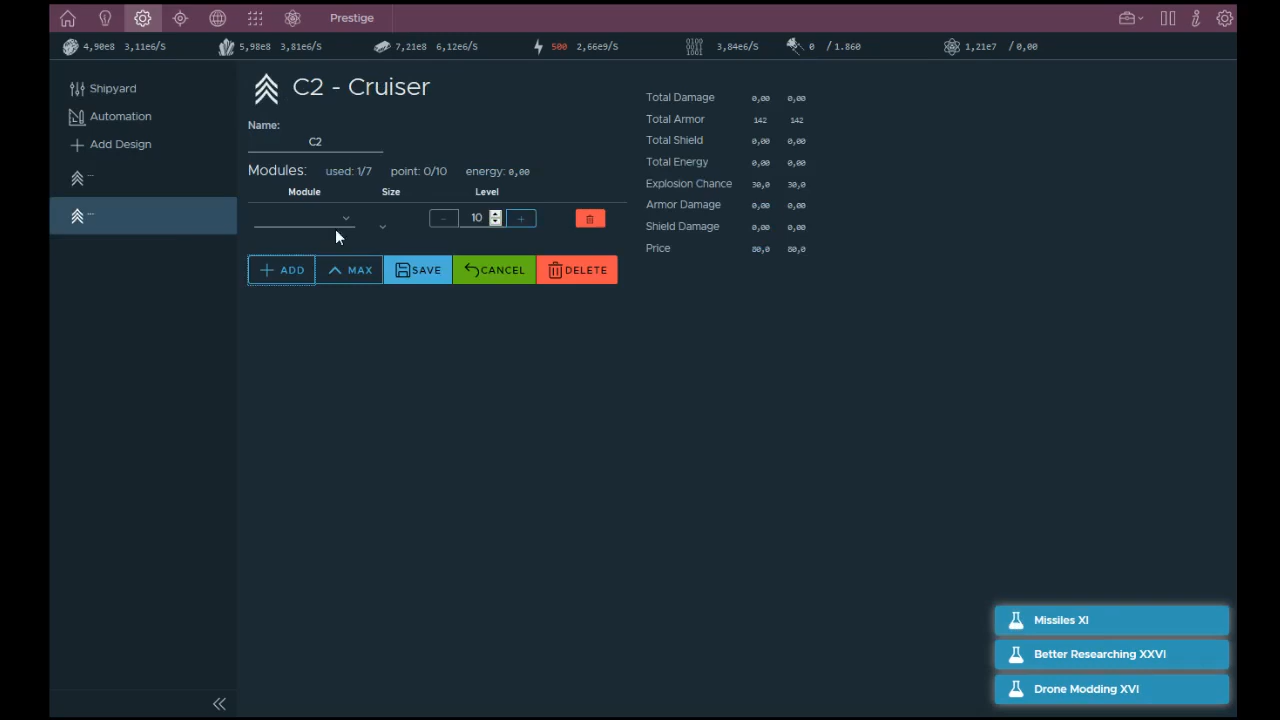 Prestige
4,90e8 3,11e6/S 5,98e8 3,81e6/S 7,21e8 6,12e6/S 500 2,66e9/S 0100 0011 1001 3,84e6/S 0 / 1.860 1,21e7 / 0,00
Shipyard
Automation
Add Design
...
...
C2 - Cruiser
Name:
C2
Modules: used: 1/7 point: 0/10 energy: 0,00
Module Size Level
- 10 +
ADD MAX SAVE CANCEL DELETE
Total Damage 0,00 0,00
Total Armor 142 142
Total Shield 0,00 0,00
Total Energy 0,00 0,00
Explosion Chance 30,0 30,0
Armor Damage 0,00 0,00
Shield Damage 0,00 0,00
Price 80,0 80,0
Missiles XI
Better Researching XXVI
Drone Modding XVI